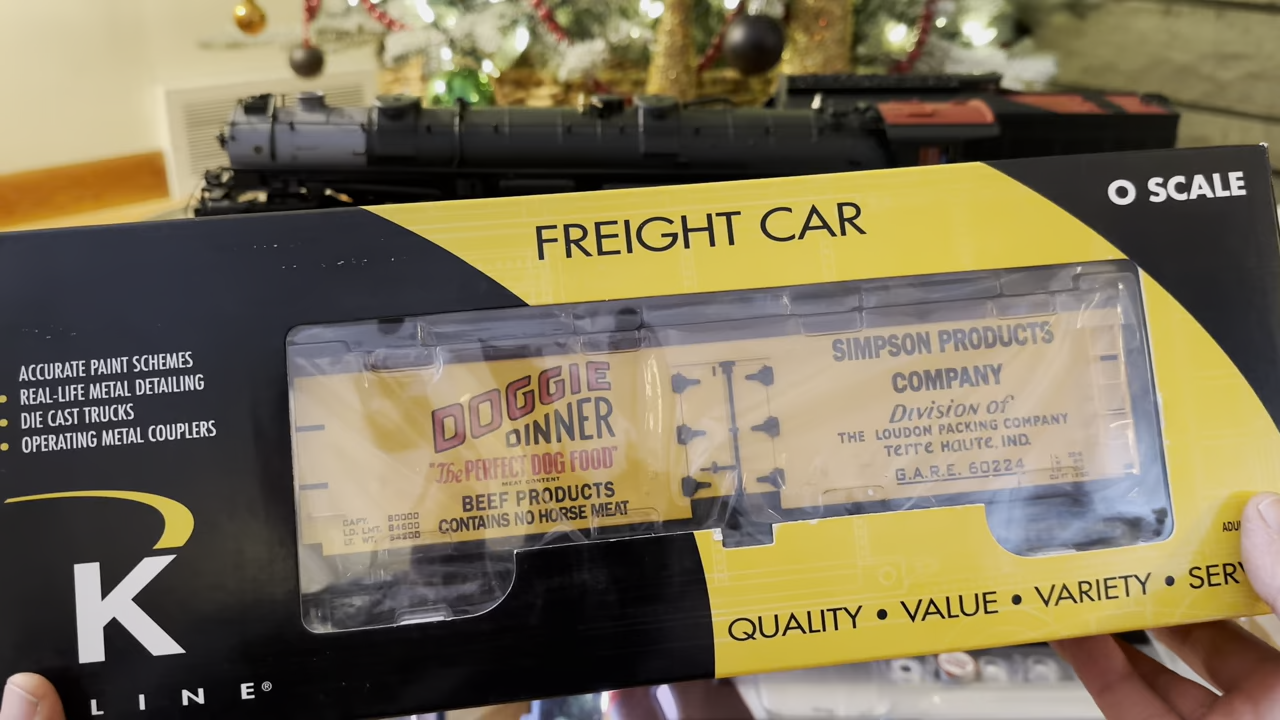 O SCALE
FREIGHT CAR
ACCURATE PAINT SCHEMES
• REAL-LIFE METAL DETAILING
• DIE CAST TRUCKS
• OPERATING METAL COUPLERS
K
LINE®
DOGGIE
DINNER
"The PERFECT DOG FOOD"
MEAT CONTENT
BEEF PRODUCTS
CONTAINS NO HORSE MEAT
CAPY. 80000
LD. LMT. 84600
LT. WT.
SIMPSON PRODUCTS
COMPANY
Division of
THE LOUDON PACKING COMPANY
Terre Haute, IND.
G.A.R.E. 60224
QUALITY • VALUE • VARIETY • SERV